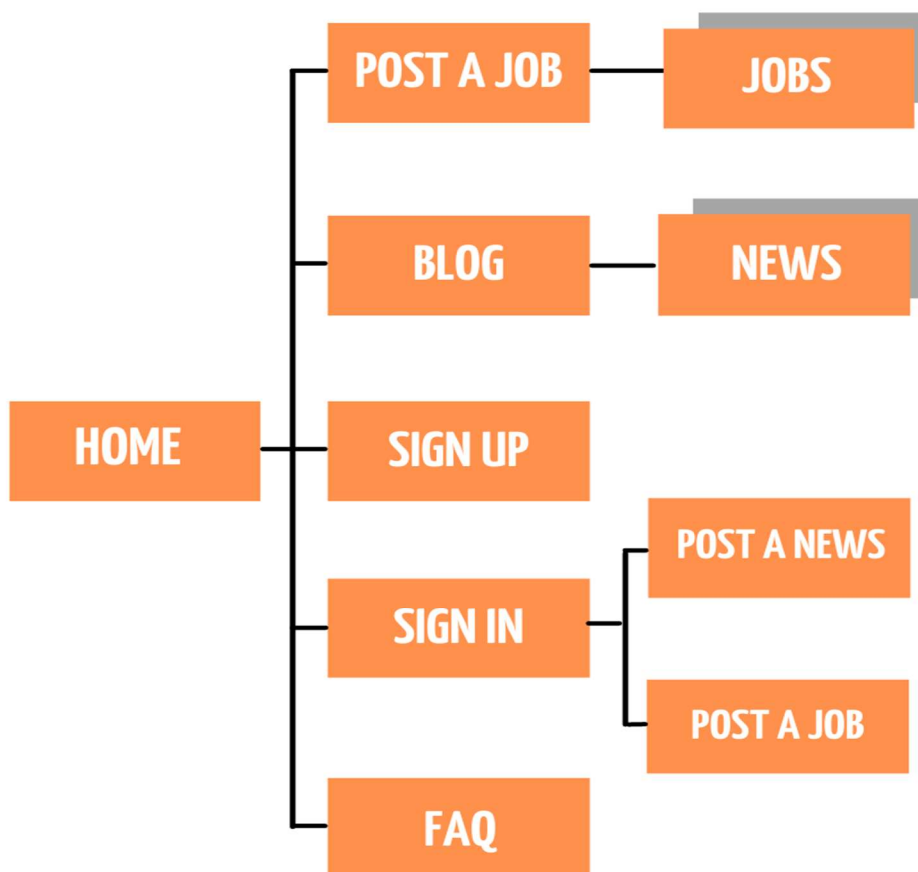 POST A JOB
JOBS
BLOG
NEWS
HOME
SIGN UP
POST A NEWS
SIGN IN
POST A JOB
FAQ